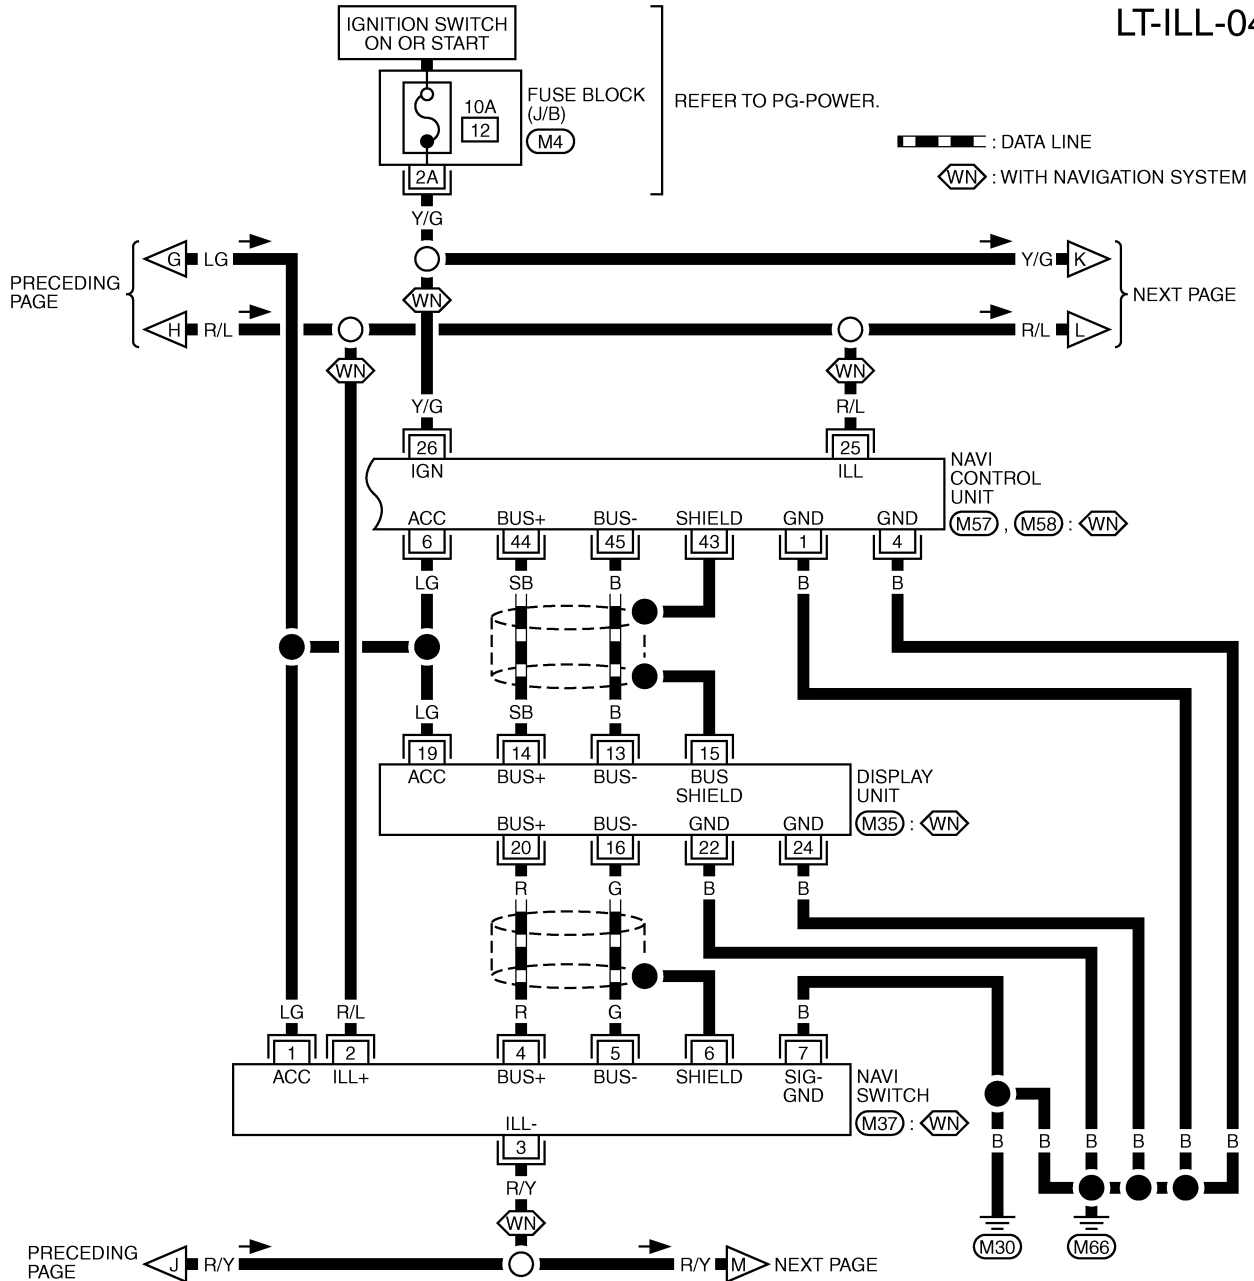 LT-ILL-04
IGNITION SWITCH
ON OR START
FUSE BLOCK
(J/B)
M4
10A
12
2A
REFER TO PG-POWER.
: DATA LINE
WN : WITH NAVIGATION SYSTEM
Y/G
PRECEDING
PAGE
G LG
H R/L
Y/G K
R/L L
NEXT PAGE
WN
WN
WN
Y/G
R/L
26
25
IGN
ILL
NAVI
CONTROL
UNIT
M57 , M58 : WN
ACC BUS+ BUS- SHIELD GND GND
6 44 45 43 1 4
LG SB B B B
LG SB B
19 14 13 15
ACC BUS+ BUS- BUS
SHIELD
DISPLAY
UNIT
M35 : WN
BUS+ BUS- GND GND
20 16 22 24
R G B B
LG R/L R G B
1 2 4 5 6 7
ACC ILL+ BUS+ BUS- SHIELD SIG-
GND
NAVI
SWITCH
M37 : WN
ILL-
3
R/Y
WN
B B B B B B
M30 M66
PRECEDING
PAGE
J R/Y
R/Y M NEXT PAGE